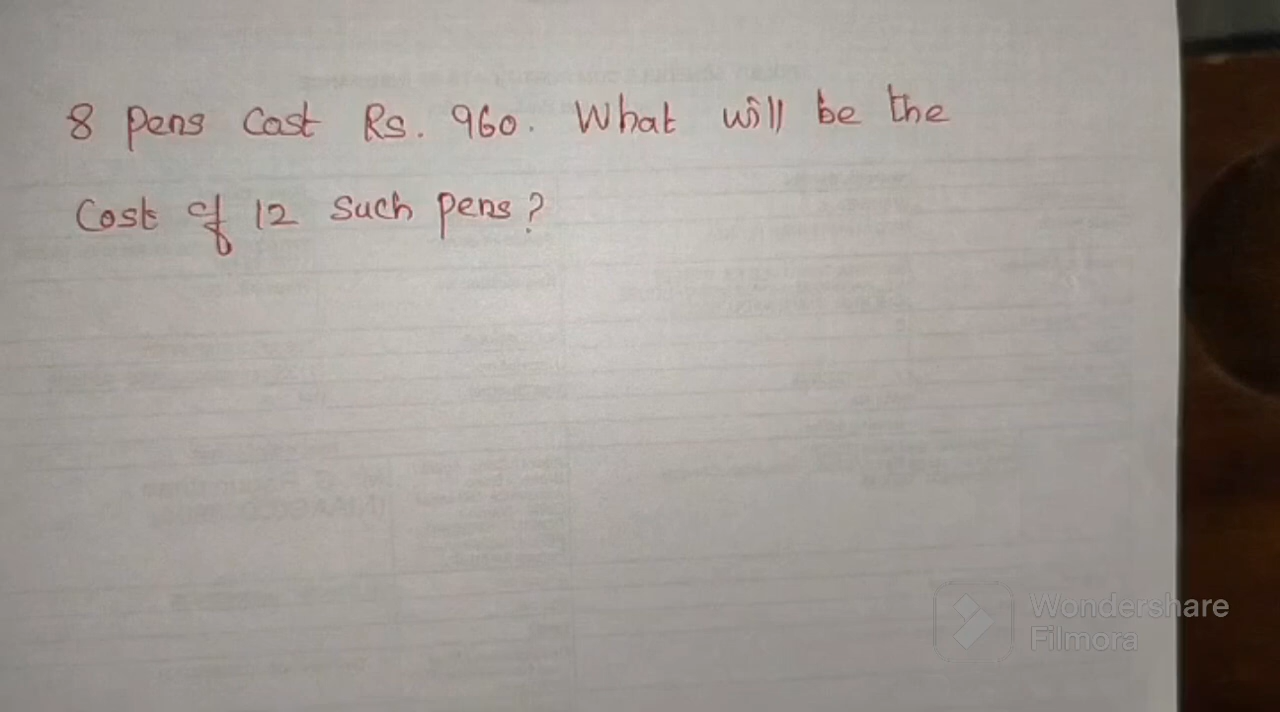 8 pens cost Rs. 960. What will be the
Cost of 12 such pens?
Wondershare
Filmora